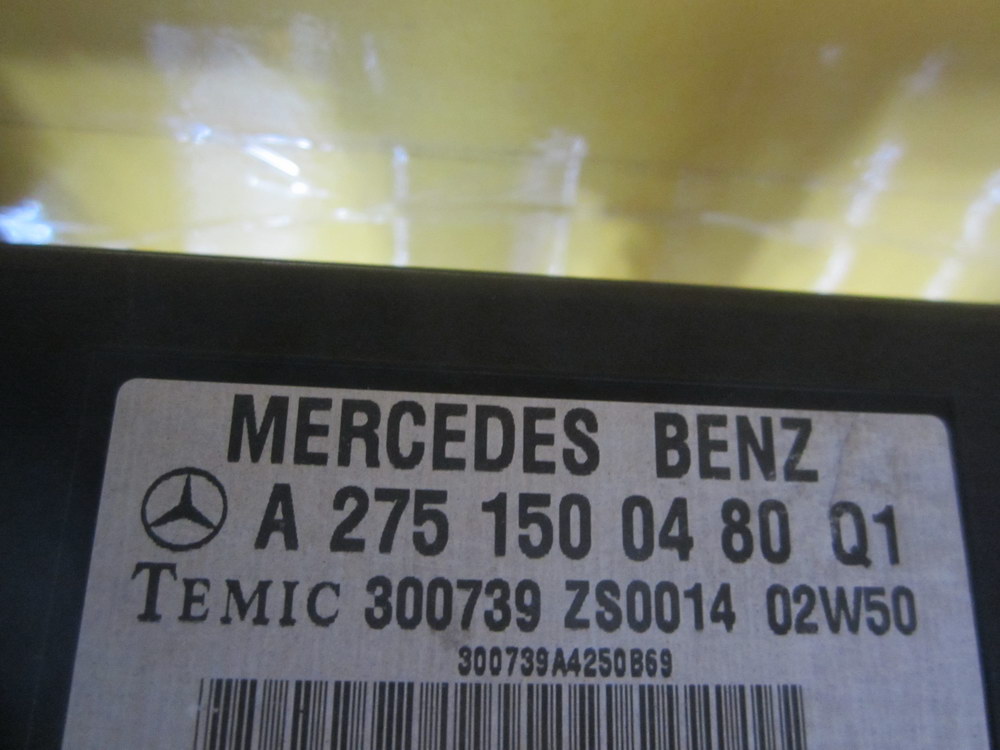 MERCEDES BENZ
A 275 150 04 80 Q1
TEMIC 300739 ZS0014 02W50
300739A4250B69